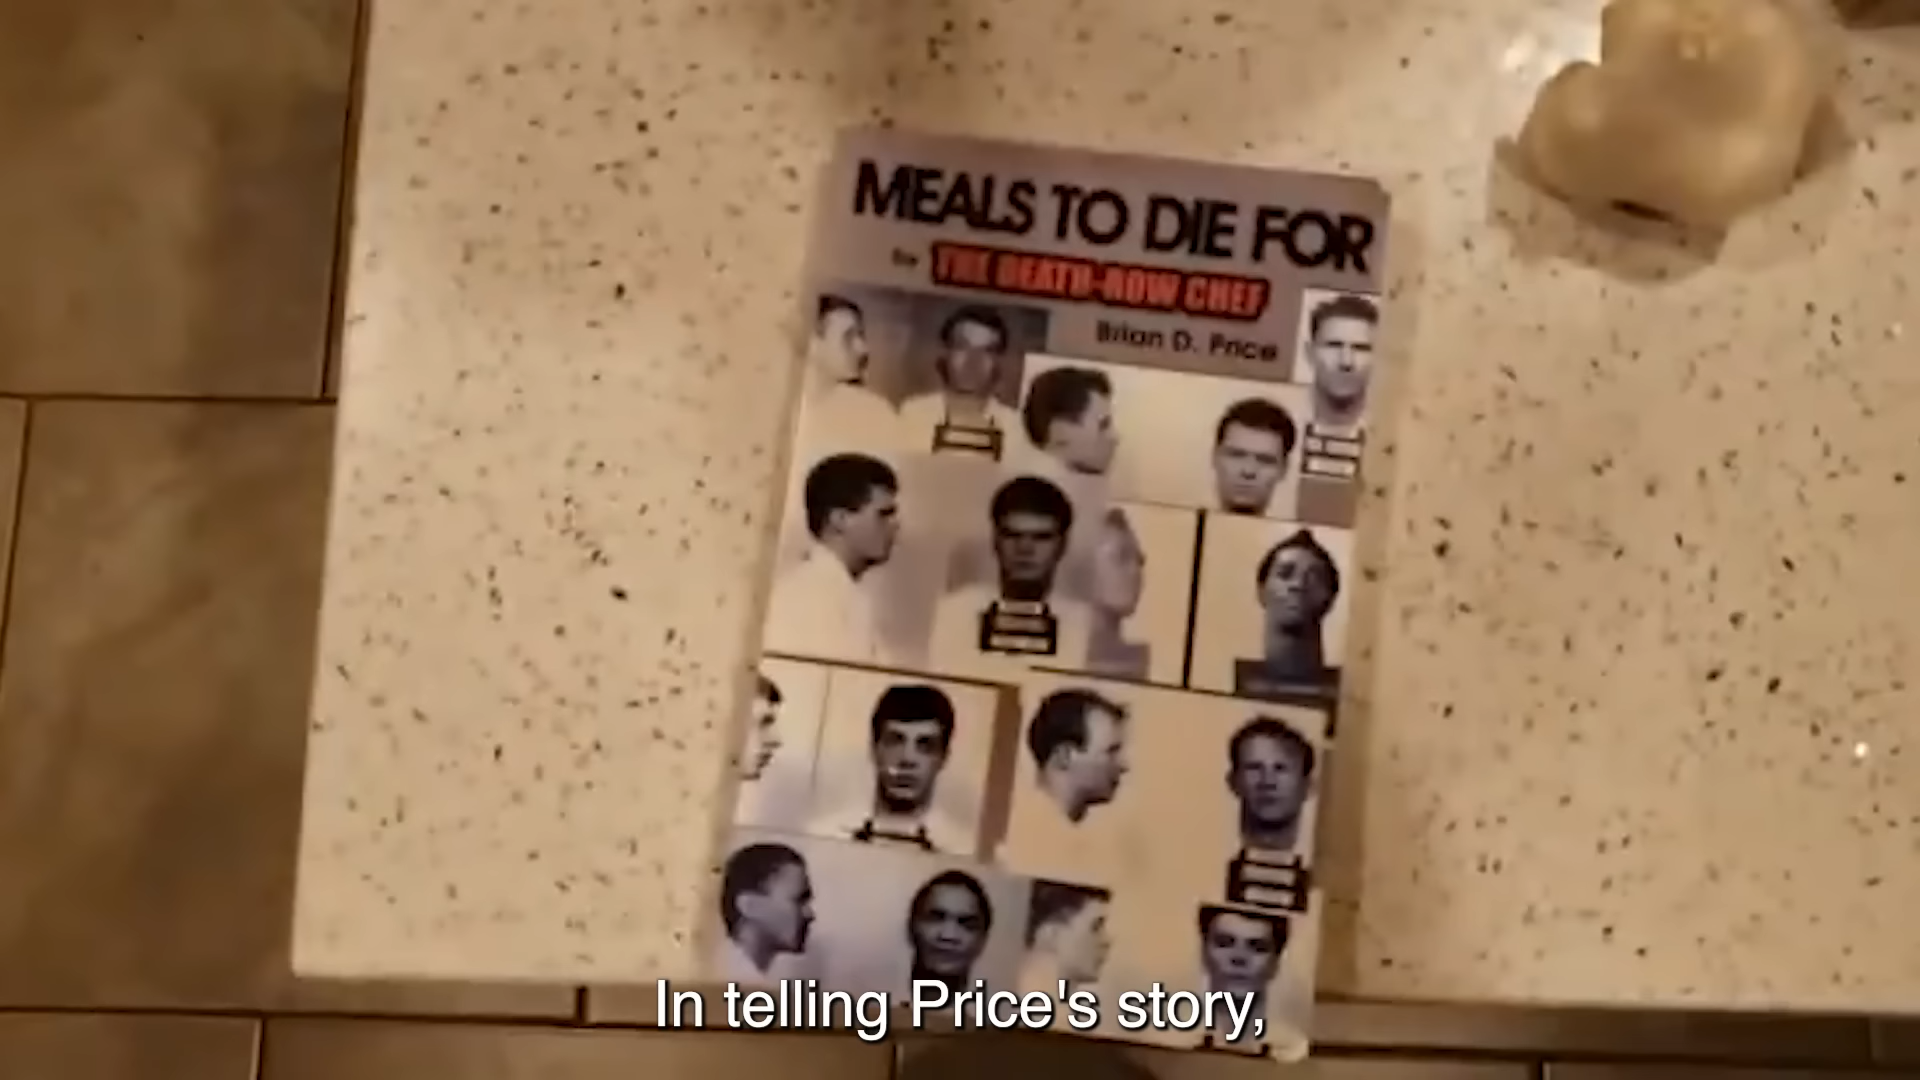 MEALS TO DIE FOR
by THE DEATH-ROW CHEF
Brian D. Price
In telling Price's story,